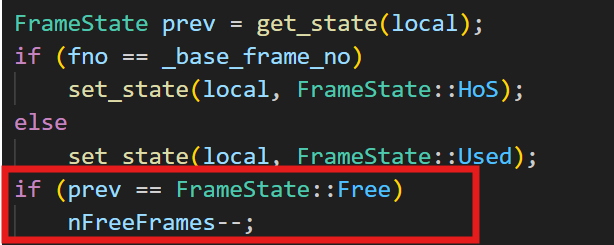 FrameState prev = get_state(local);
if (fno == _base_frame_no)
    set_state(local, FrameState::HoS);
else
    set_state(local, FrameState::Used);
if (prev == FrameState::Free)
    nFreeFrames--;